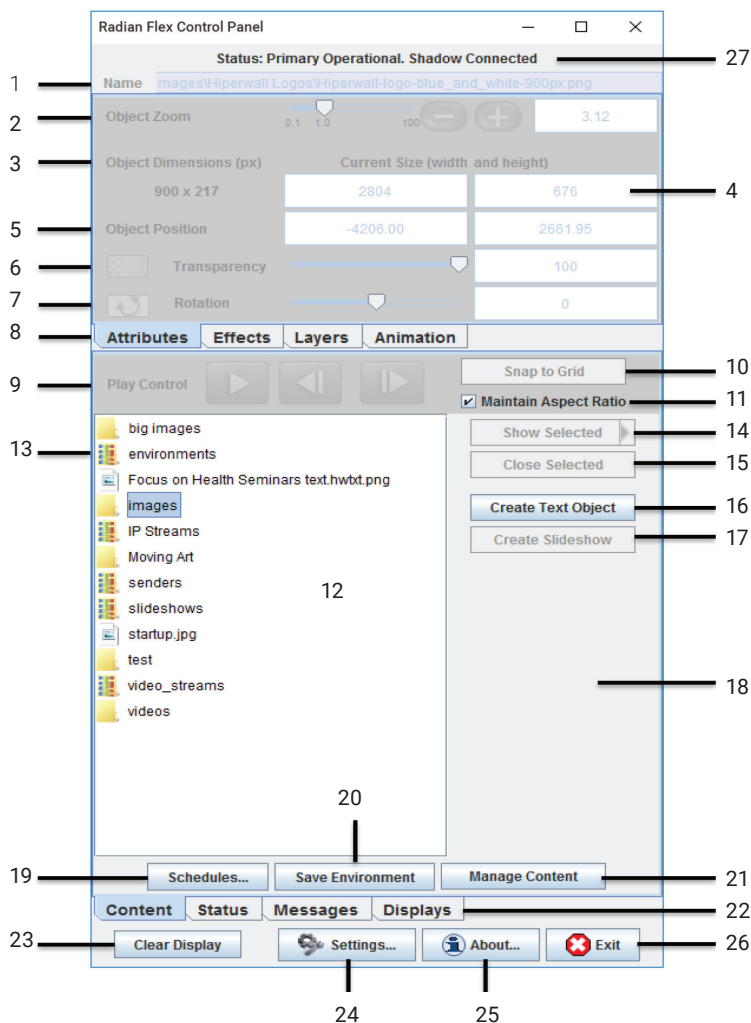 Radian Flex Control Panel
Status: Primary Operational. Shadow Connected
27
1
Name mages\Hiperwall Logos\Hiperwall-logo-blue_and_white-900px.png
2
Object Zoom
0.1 1.0 100
3.12
3
Object Dimensions (px) Current Size (width and height)
900 x 217 2804 676
4
5
Object Position -4206.00 2661.95
6
Transparency 100
7
Rotation 0
8
Attributes Effects Layers Animation
9
Play Control
Snap to Grid
10
Maintain Aspect Ratio
11
13
big images
Show Selected
14
environments
Close Selected
15
Focus on Health Seminars text.hwtxt.png
images
Create Text Object
16
IP Streams
Create Slideshow
17
Moving Art
senders
12
slideshows
startup.jpg
test
18
video_streams
videos
20
19
Schedules... Save Environment Manage Content
21
Content Status Messages Displays
22
23
Clear Display Settings... About... Exit
26
24 25